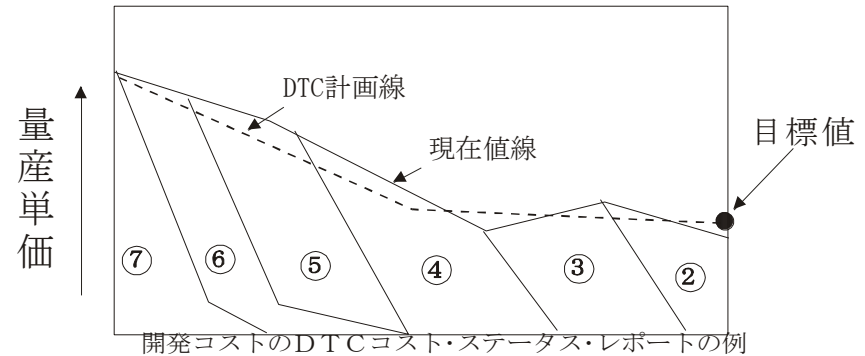 DTC計画線
現在値線
目標値
量産単価
⑦
⑥
⑤
④
③
②
開発コストのＤＴＣコスト･ステータス･レポートの例